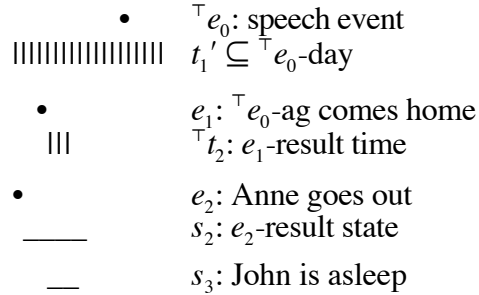 ⊤e₀: speech event
t₁′ ⊆ ⊤e₀-day
e₁: ⊤e₀-ag comes home
⊤t₂: e₁-result time
e₂: Anne goes out
s₂: e₂-result state
s₃: John is asleep